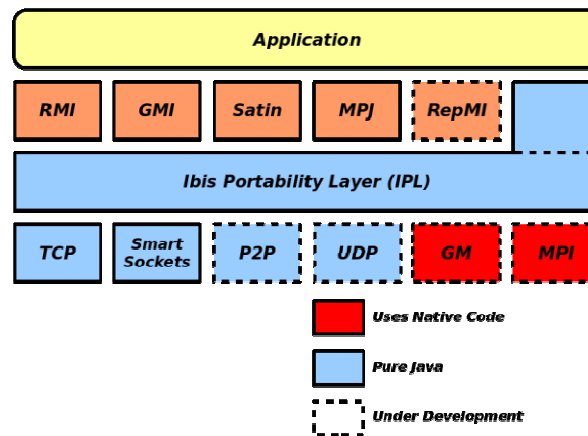 Application
RMI GMI Satin MPJ RepMI
Ibis Portability Layer (IPL)
TCP Smart Sockets P2P UDP GM MPI
Uses Native Code
Pure Java
Under Development